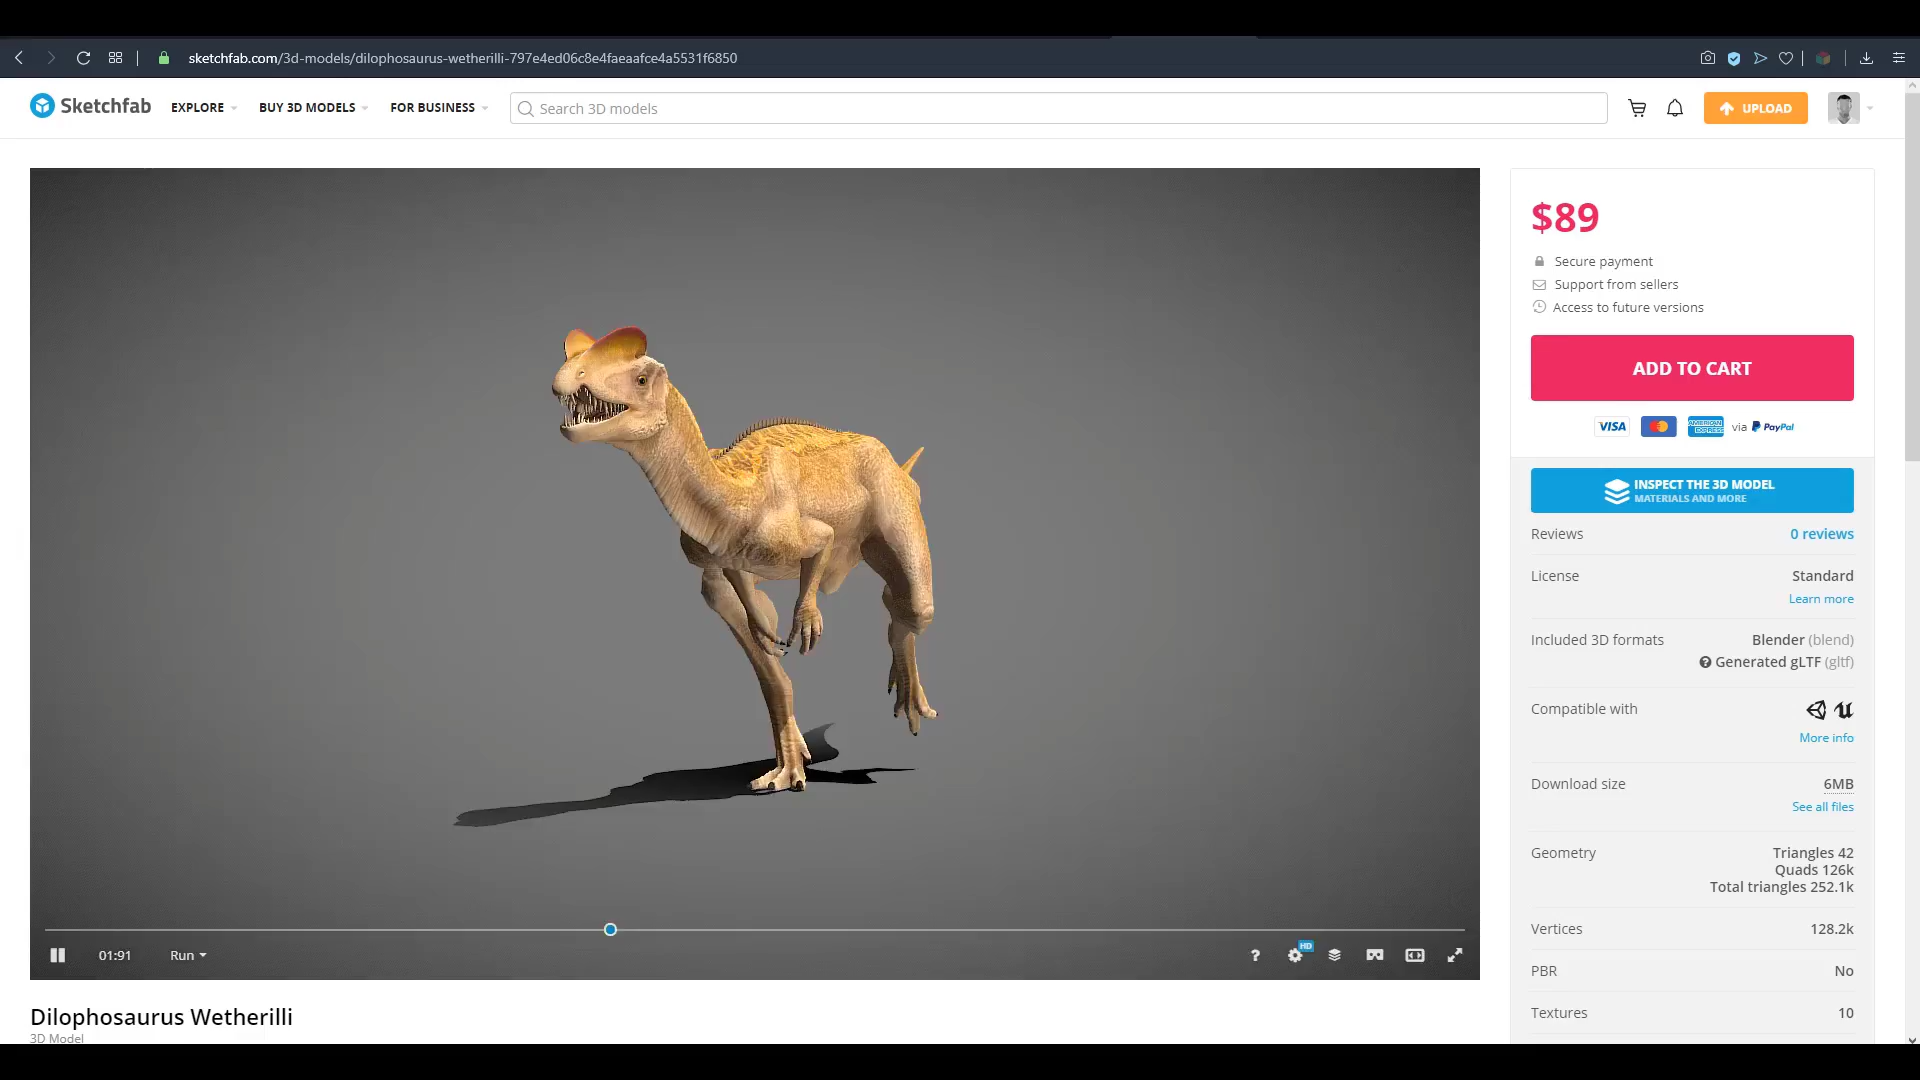 sketchfab.com/3d-models/dilophosaurus-wetherilli-797e4ed06c8e4faeaafce4a5531f6850
Sketchfab
EXPLORE
BUY 3D MODELS
FOR BUSINESS
Search 3D models
UPLOAD
$89
Secure payment
Support from sellers
Access to future versions
ADD TO CART
VISA
AMERICAN EXPRESS
via PayPal
INSPECT THE 3D MODEL
MATERIALS AND MORE
Reviews 0 reviews
License Standard
Learn more
Included 3D formats Blender (blend)
? Generated gLTF (gltf)
Compatible with
More info
Download size 6MB
See all files
Geometry Triangles 42
Quads 126k
Total triangles 252.1k
Vertices 128.2k
PBR No
Textures 10
01:91 Run
? HD
Dilophosaurus Wetherilli
3D Model